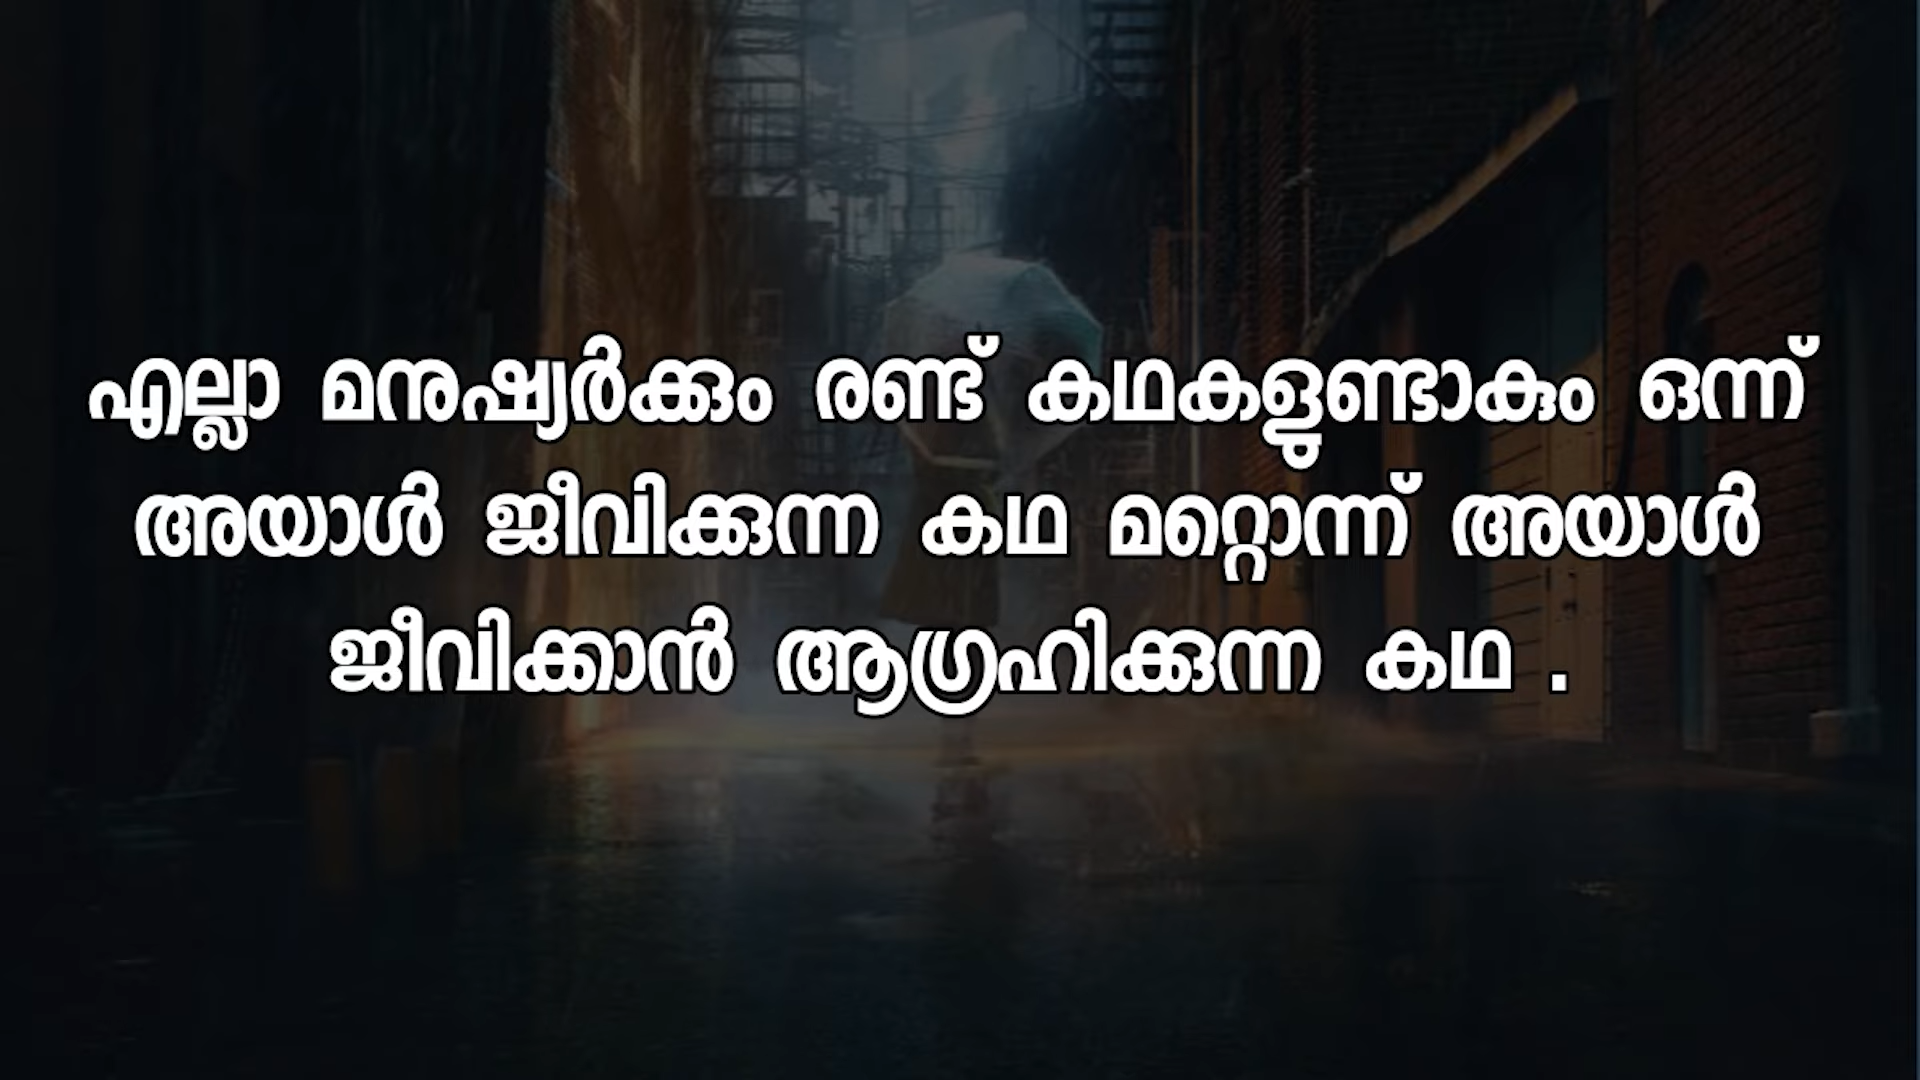 എല്ലാ മനുഷ്യർക്കും രണ്ട് കഥകളുണ്ടാകും ഒന്ന്
അയാൾ ജീവിക്കുന്ന കഥ മറ്റൊന്ന് അയാൾ
ജീവിക്കാൻ ആഗ്രഹിക്കുന്ന കഥ .